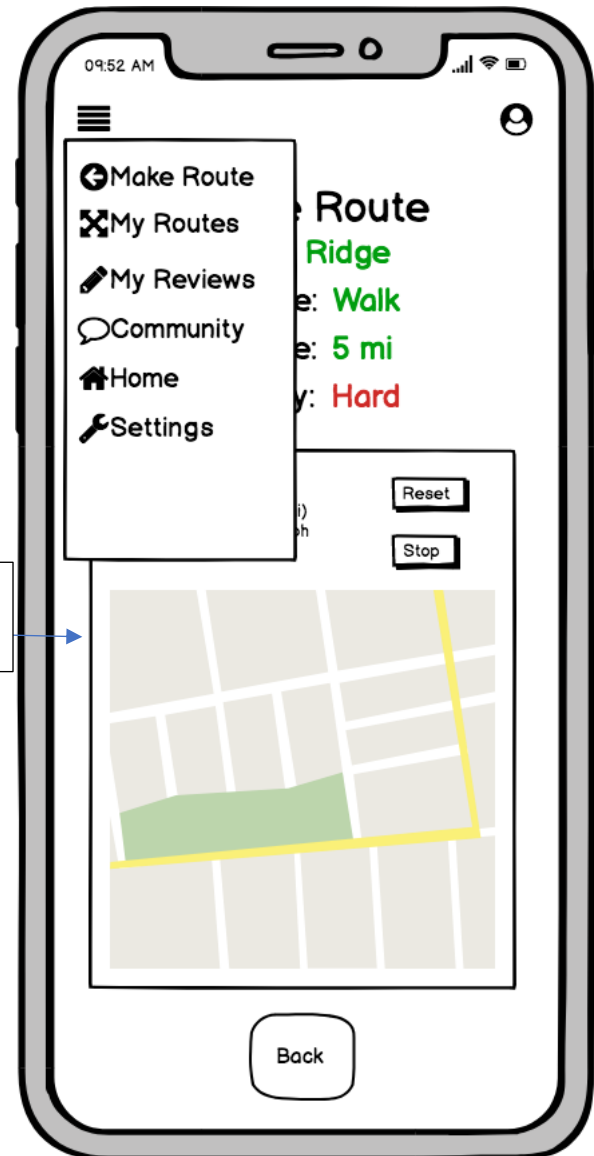 09:52 AM
Make Route
My Routes
My Reviews
Community
Home
Settings
Route
Ridge
e: Walk
e: 5 mi
y: Hard
i)
Reset
Stop
Back